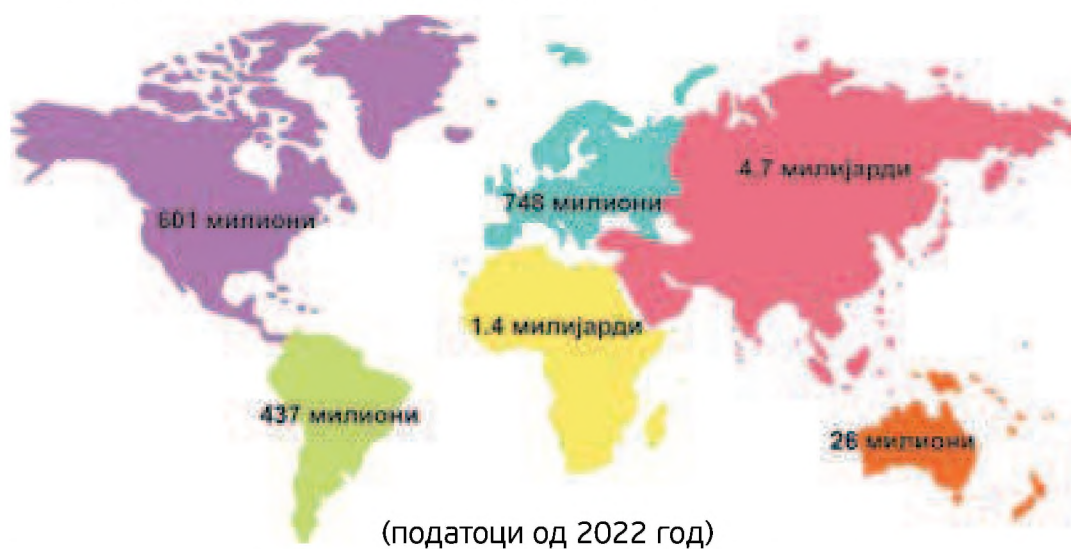 4.7 милијарди
601 милиони
748 милиони
1.4 милијарди
437 милиони
26 милиони
(податоци од 2022 год)